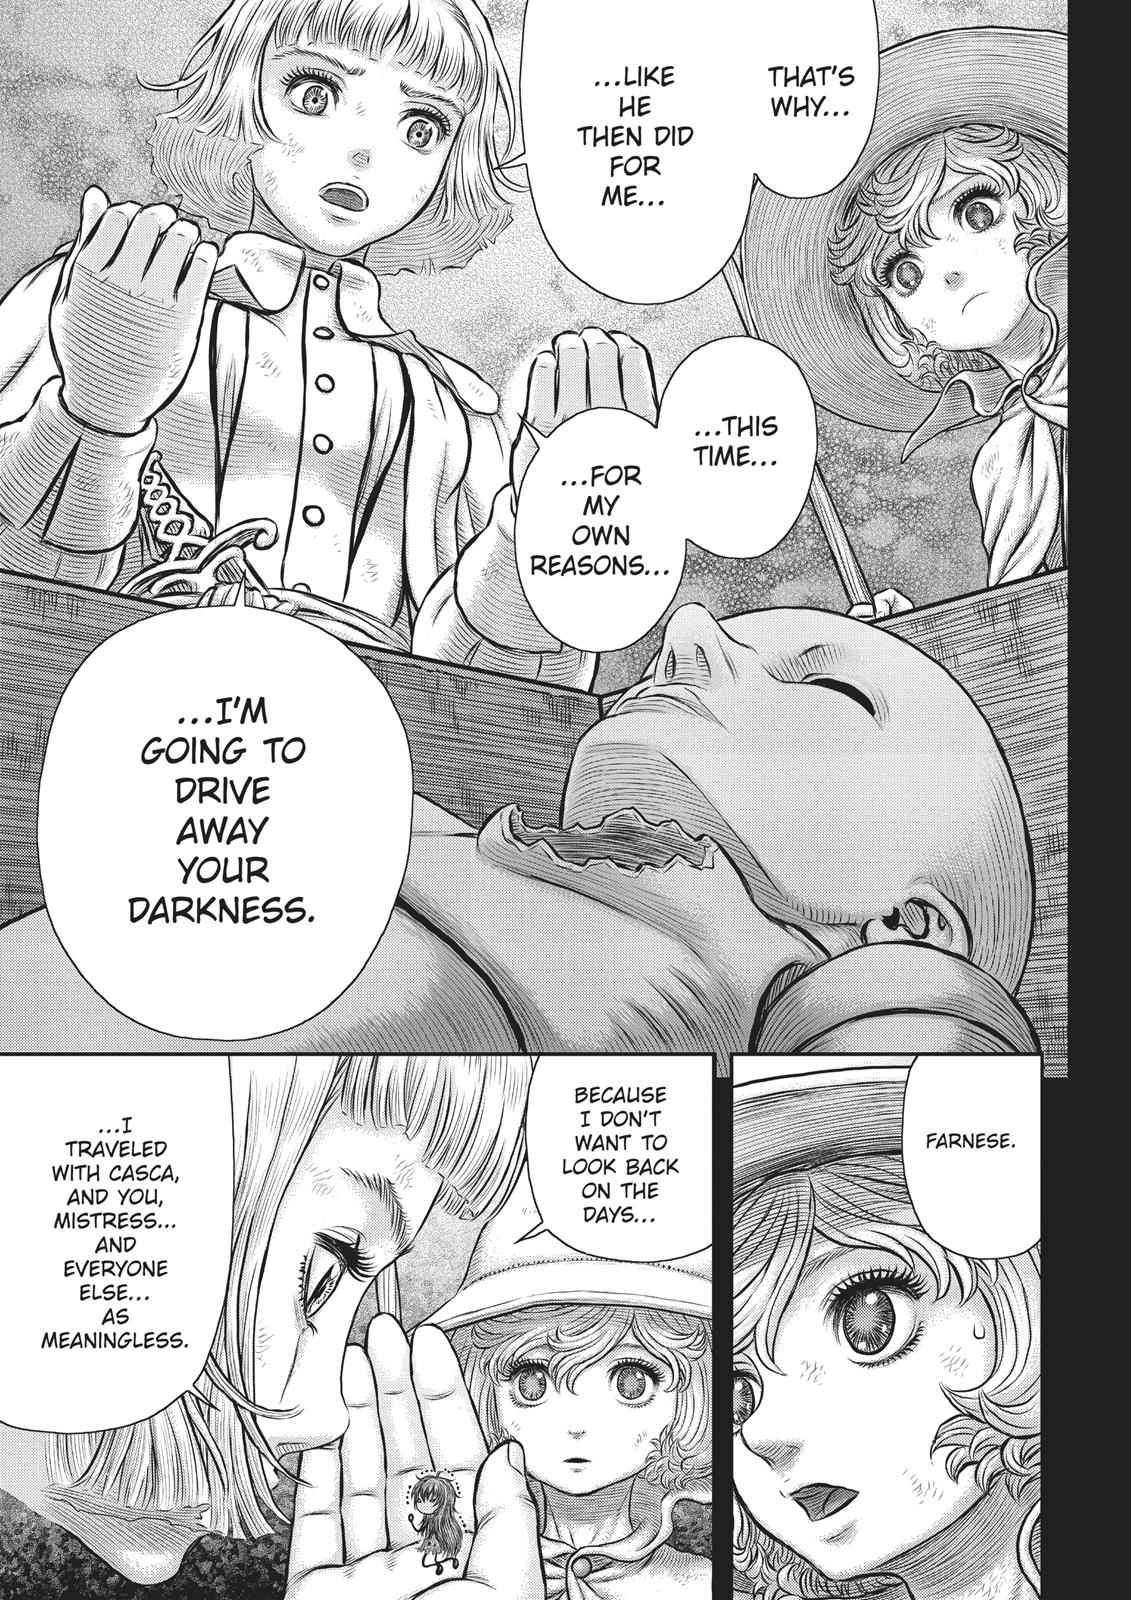 THAT'S
WHY...
...LIKE
HE
THEN DID
FOR
ME...
...THIS
TIME...
...FOR
MY
OWN
REASONS...
...I'M
GOING TO
DRIVE
AWAY
YOUR
DARKNESS.
FARNESE.
BECAUSE
I DON'T
WANT TO
LOOK BACK
ON THE
DAYS...
...I
TRAVELED
WITH CASCA,
AND YOU,
MISTRESS...
AND
EVERYONE
ELSE...
AS
MEANINGLESS.